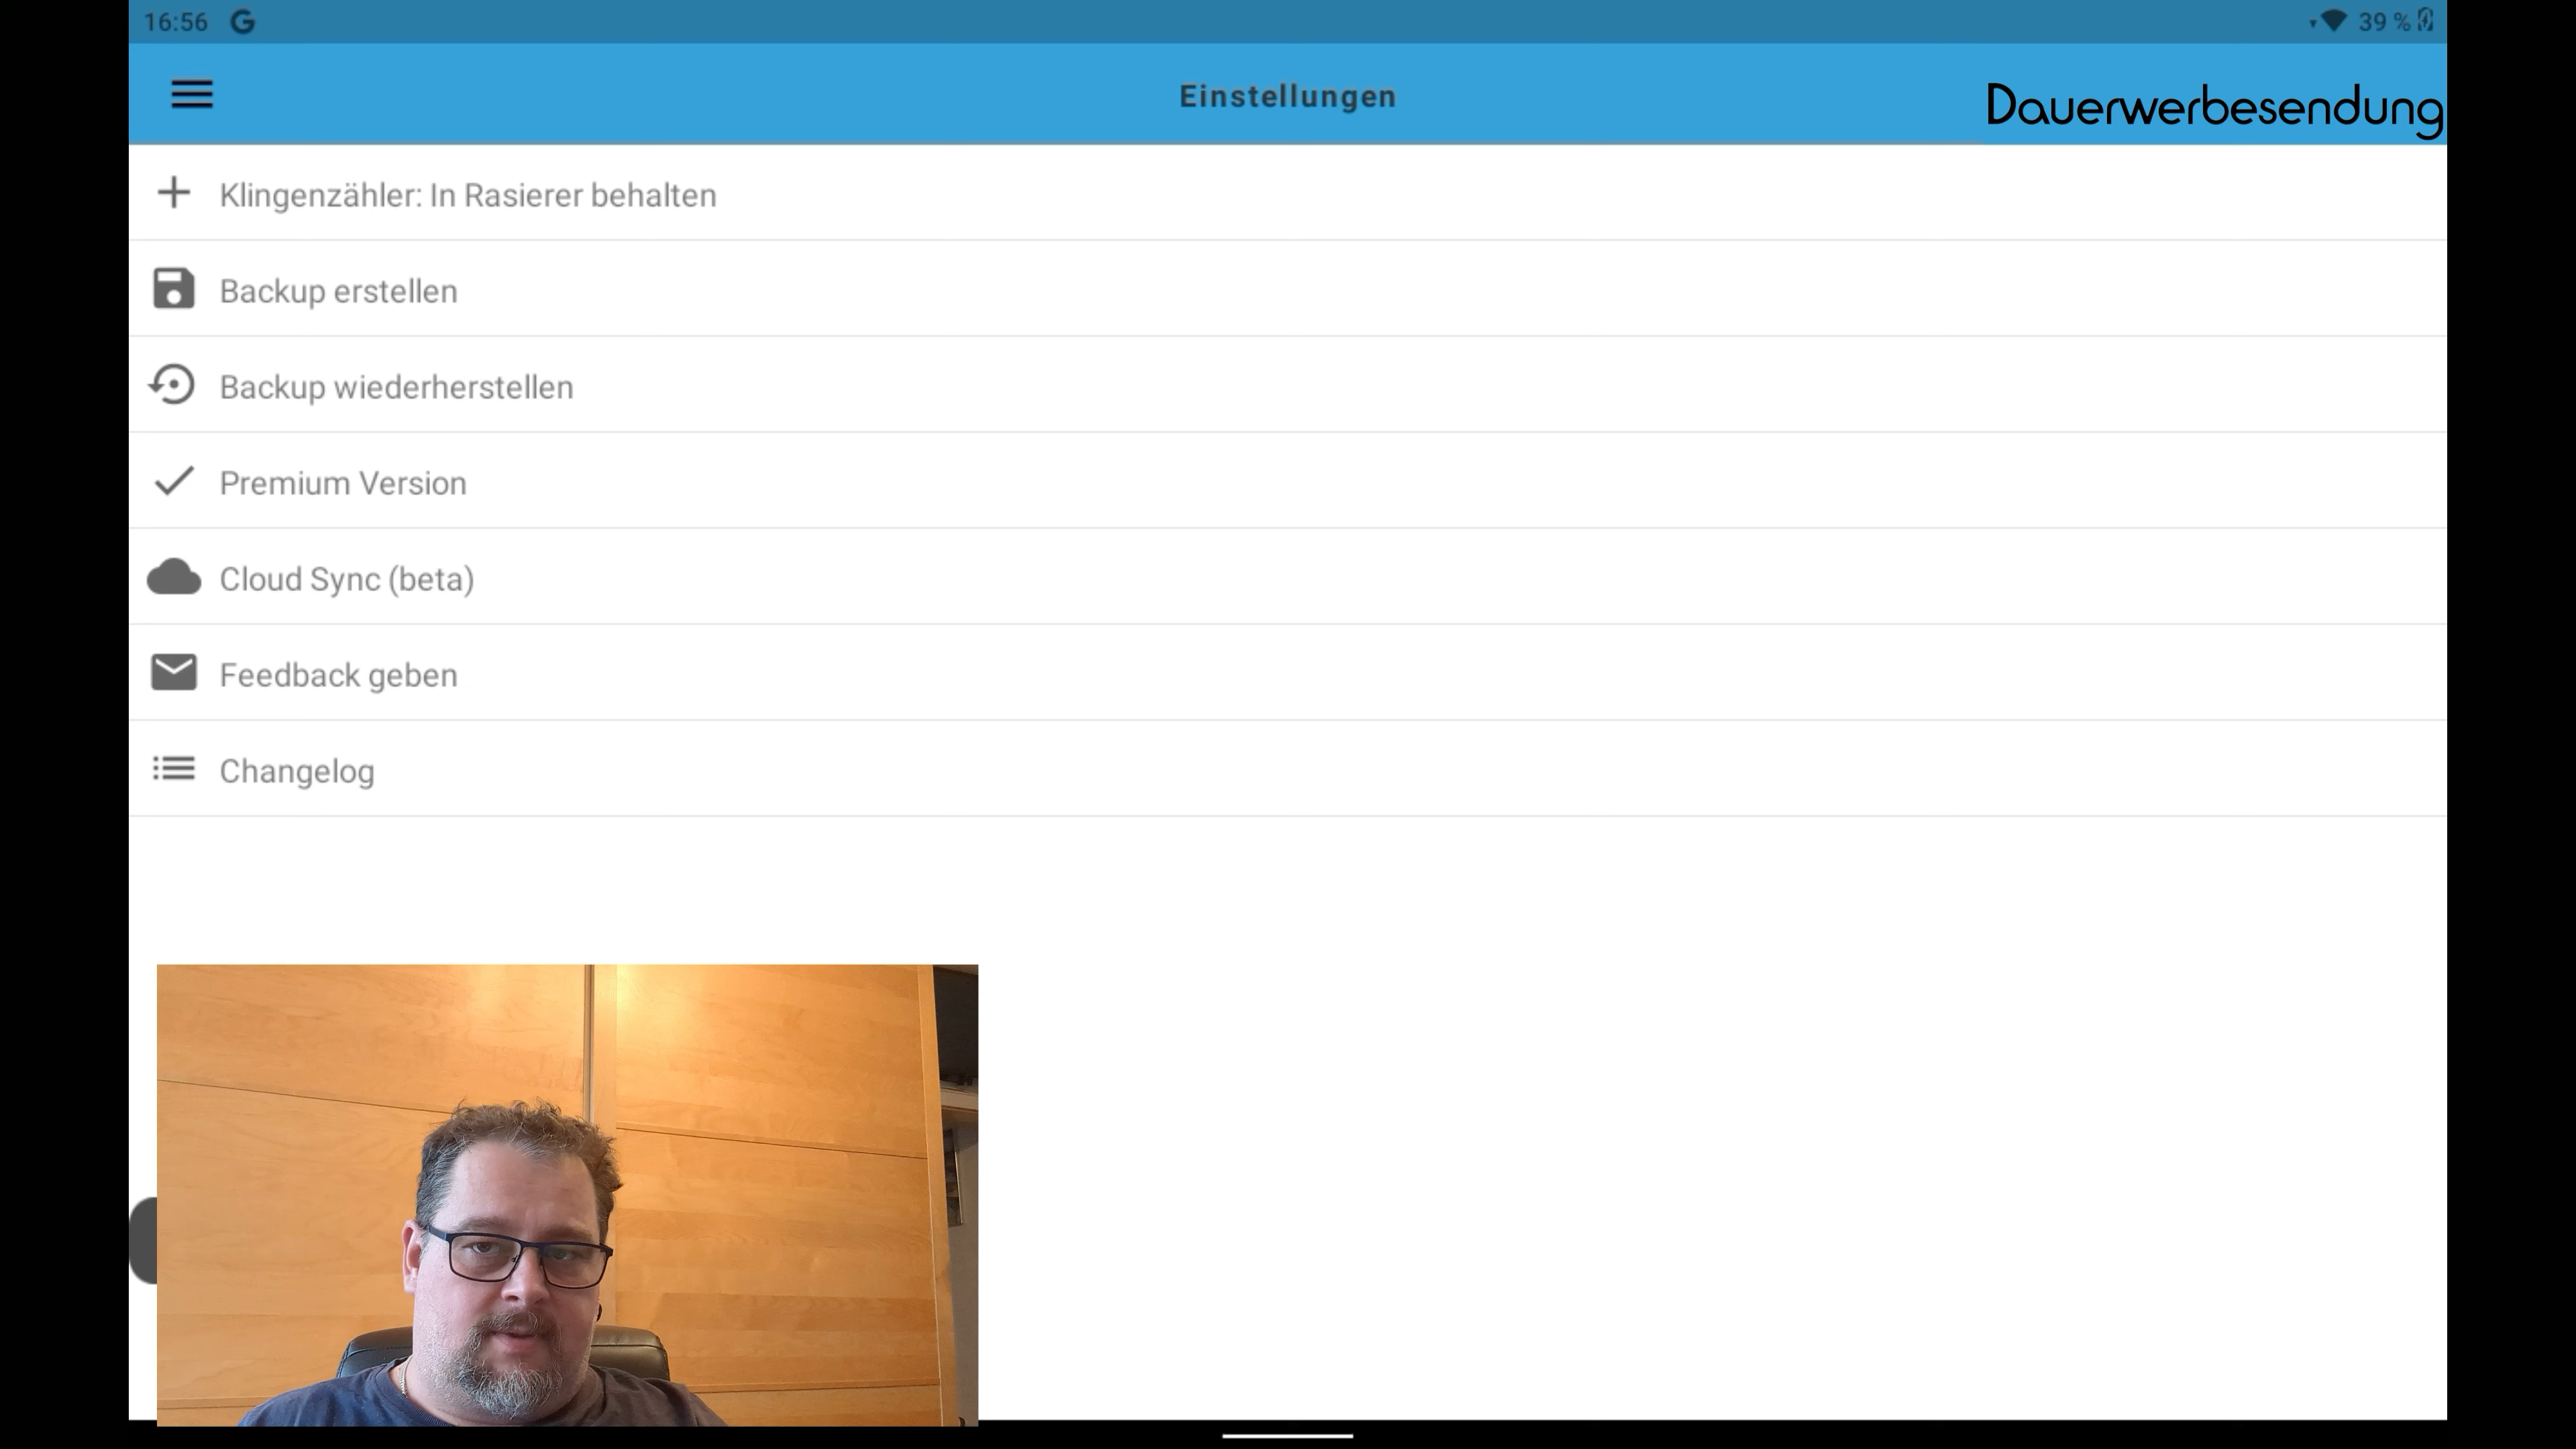 16:56 G 39 %
Einstellungen
Dauerwerbesendung
Klingenzähler: In Rasierer behalten
Backup erstellen
Backup wiederherstellen
Premium Version
Cloud Sync (beta)
Feedback geben
Changelog